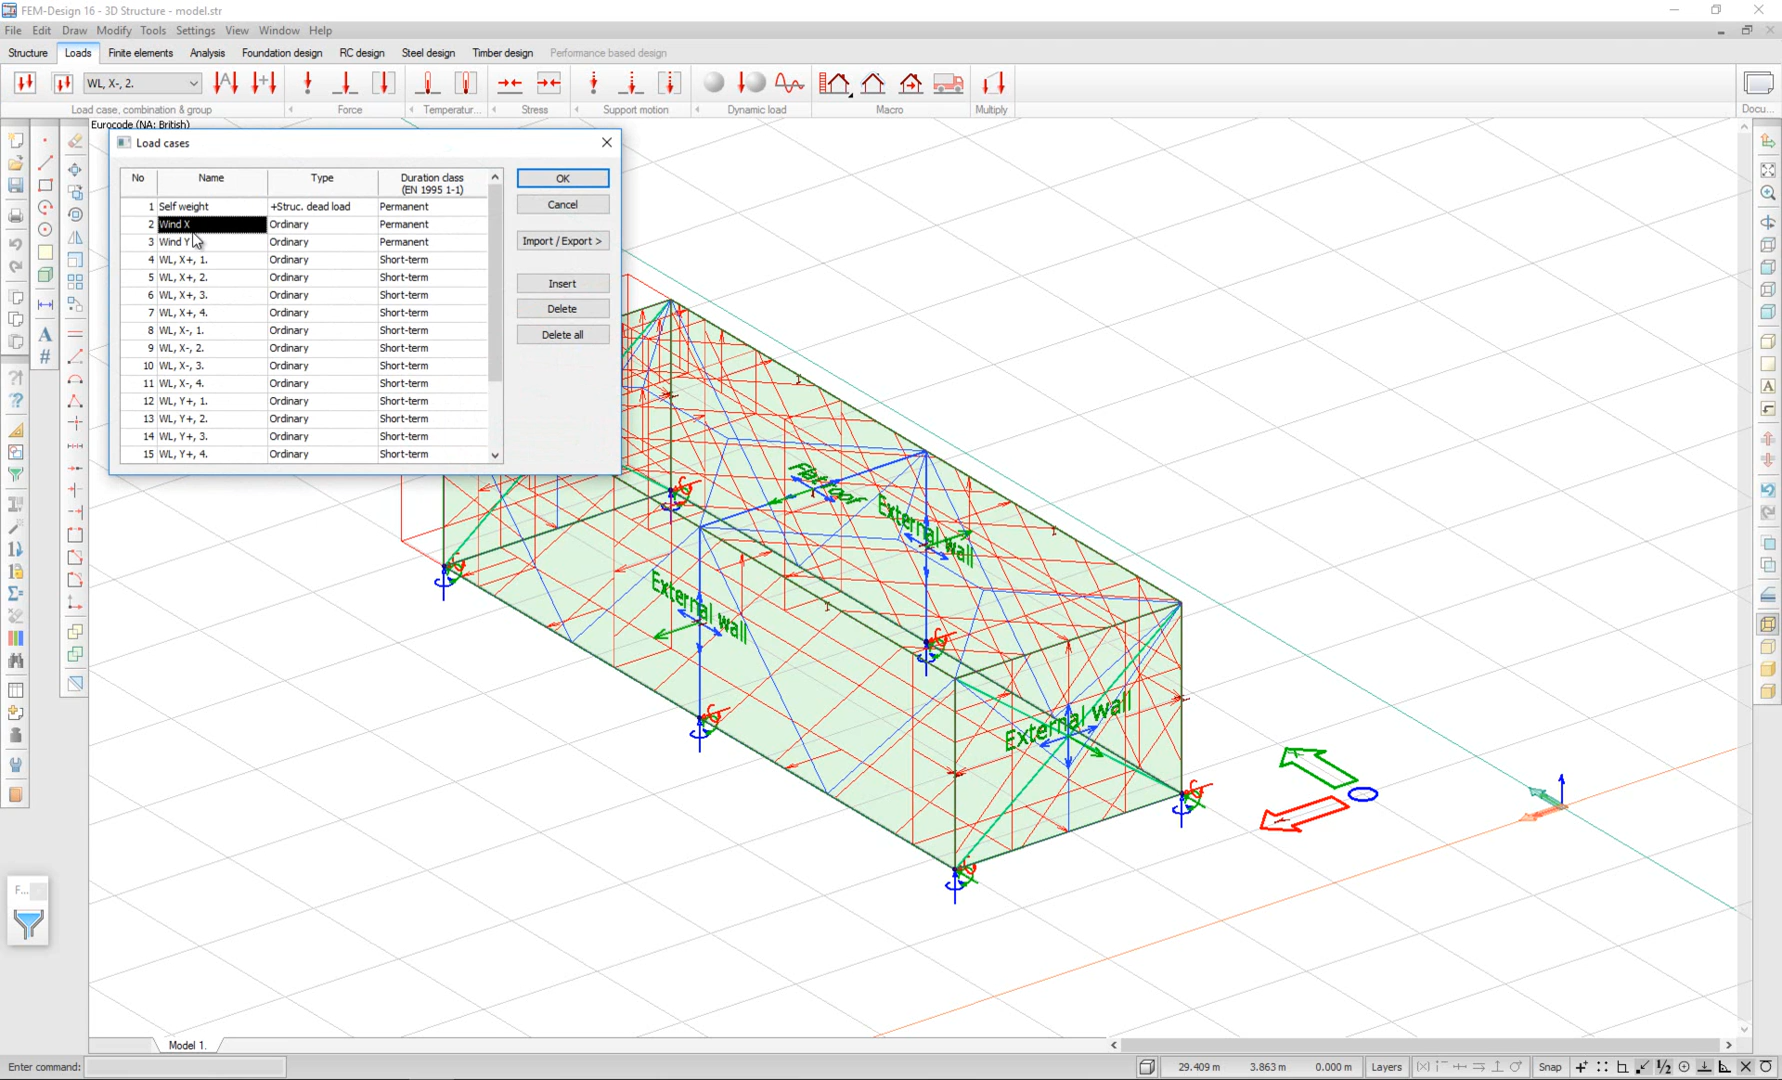 FEM-Design 16 - 3D Structure - model.str
File Edit Draw Modify Tools Settings View Window Help
Structure Loads Finite elements Analysis Foundation design RC design Steel design Timber design Performance based design
WL, X-, 2.
Load case, combination & group Force Temperatur... Stress Support motion Dynamic load Macro Multiply Docu...
Eurocode (NA: British)
Load cases
No Name Type Duration class
(EN 1995 1-1)
1 Self weight +Struc. dead load Permanent
2 Wind X Ordinary Permanent
3 Wind Y Ordinary Permanent
4 WL, X+, 1. Ordinary Short-term
5 WL, X+, 2. Ordinary Short-term
6 WL, X+, 3. Ordinary Short-term
7 WL, X+, 4. Ordinary Short-term
8 WL, X-, 1. Ordinary Short-term
9 WL, X-, 2. Ordinary Short-term
10 WL, X-, 3. Ordinary Short-term
11 WL, X-, 4. Ordinary Short-term
12 WL, Y+, 1. Ordinary Short-term
13 WL, Y+, 2. Ordinary Short-term
14 WL, Y+, 3. Ordinary Short-term
15 WL, Y+, 4. Ordinary Short-term
OK
Cancel
Import / Export >
Insert
Delete
Delete all
External wall
External wall
External wall
F...
Model 1.
Enter command:
29.409 m 3.863 m 0.000 m Layers Snap